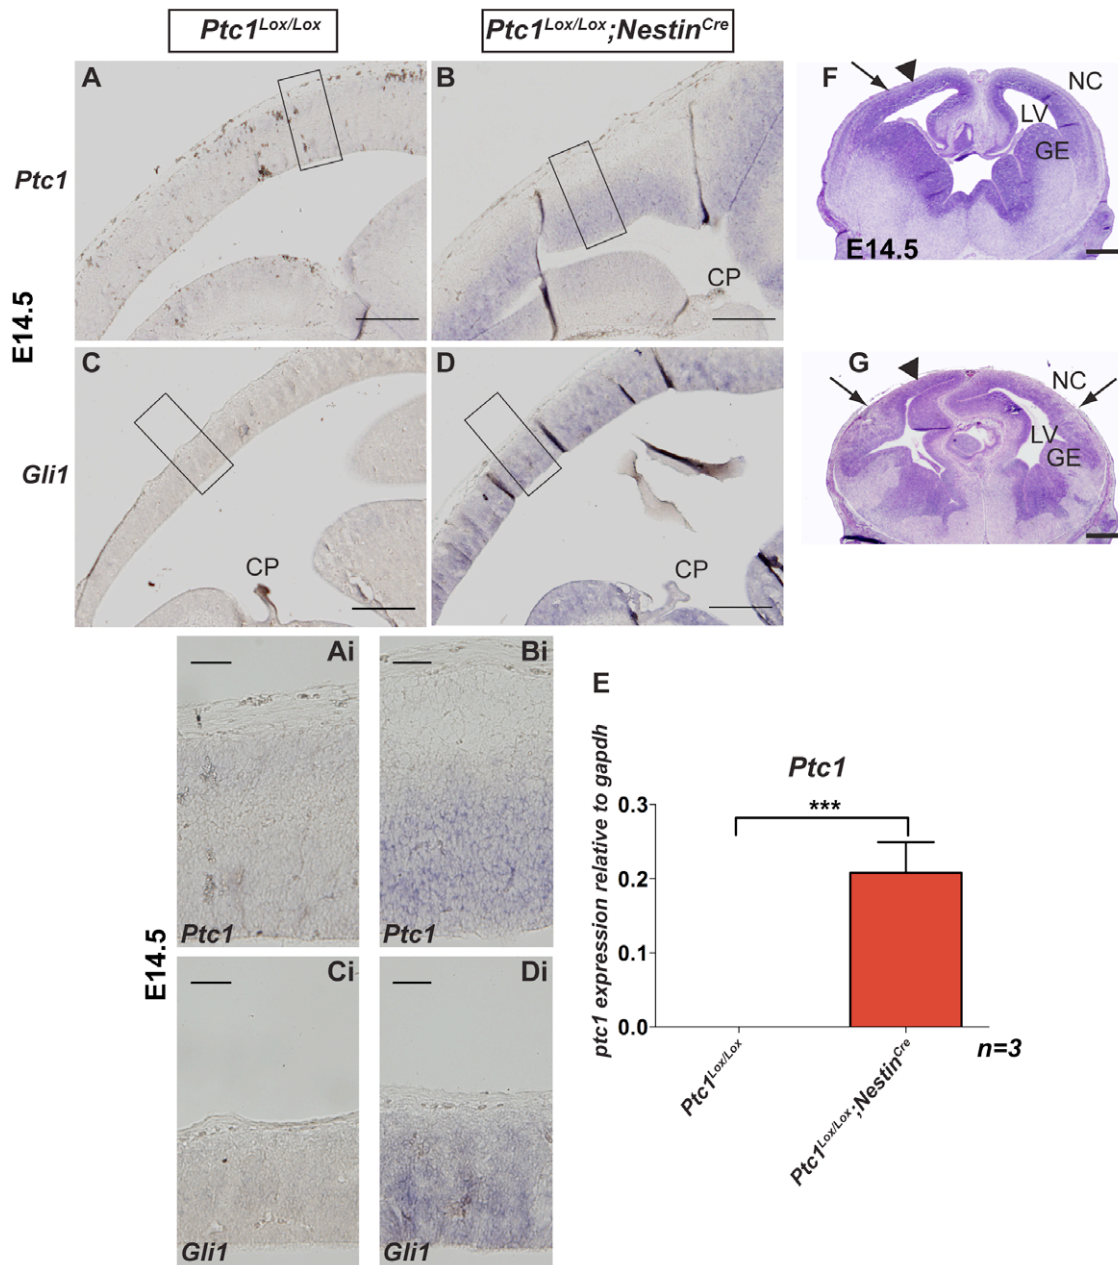 Ptc1Lox/Lox
Ptc1Lox/Lox;NestinCre
A
B
F
NC
LV
GE
E14.5
Ptc1
CP
E14.5
C
D
G
NC
LV
GE
Gli1
CP
CP
Ai
Bi
Ptc1
Ptc1
E14.5
Ci
Di
Gli1
Gli1
E
Ptc1
***
ptc1 expression relative to gapdh
0.3
0.2
0.1
0.0
Ptc1Lox/Lox
Ptc1Lox/Lox;NestinCre
n=3